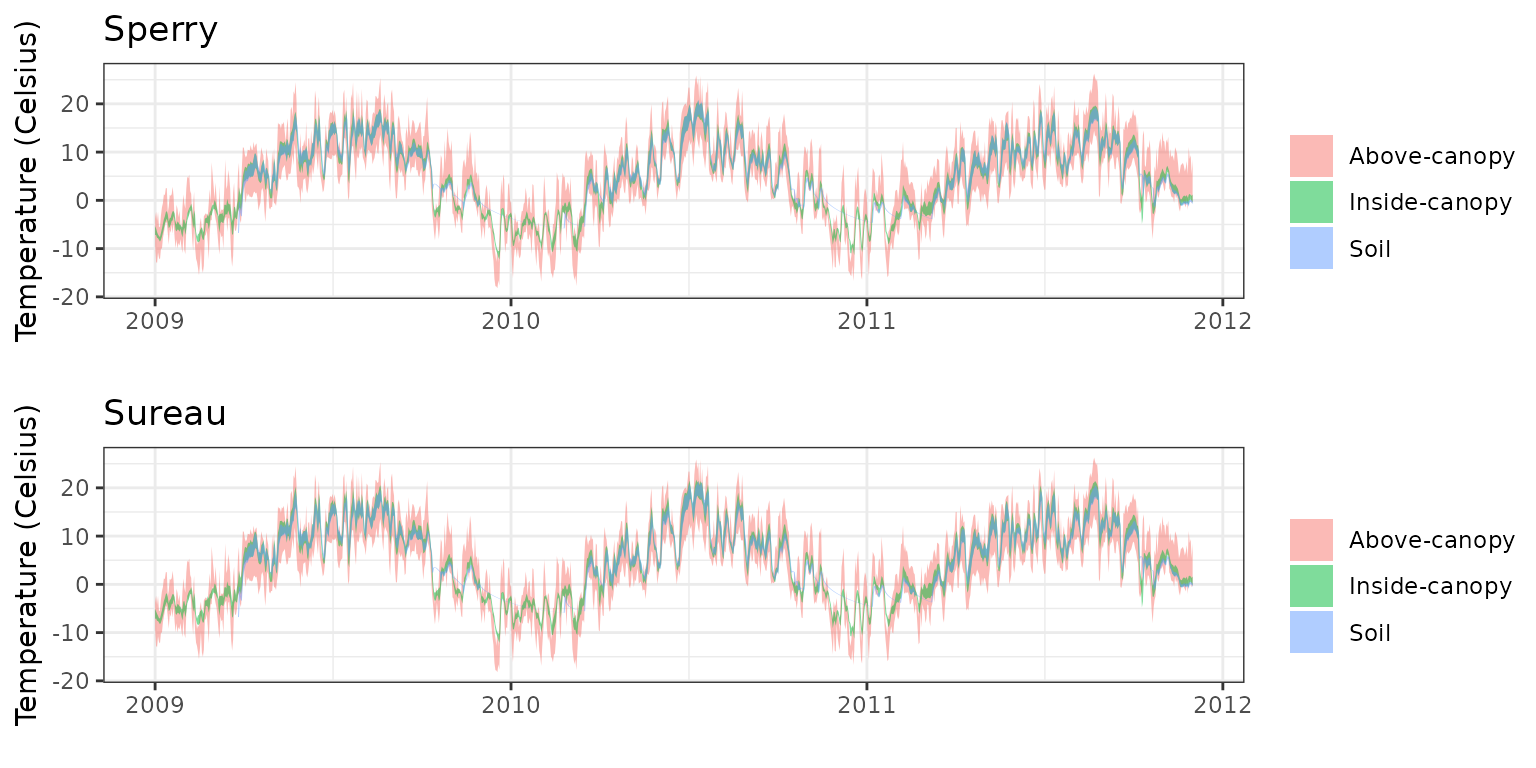 Sperry
Temperature (Celsius)
20
10
0
-10
-20
2009
2010
2011
2012
Above-canopy
Inside-canopy
Soil
Sureau
Temperature (Celsius)
20
10
0
-10
-20
2009
2010
2011
2012
Above-canopy
Inside-canopy
Soil